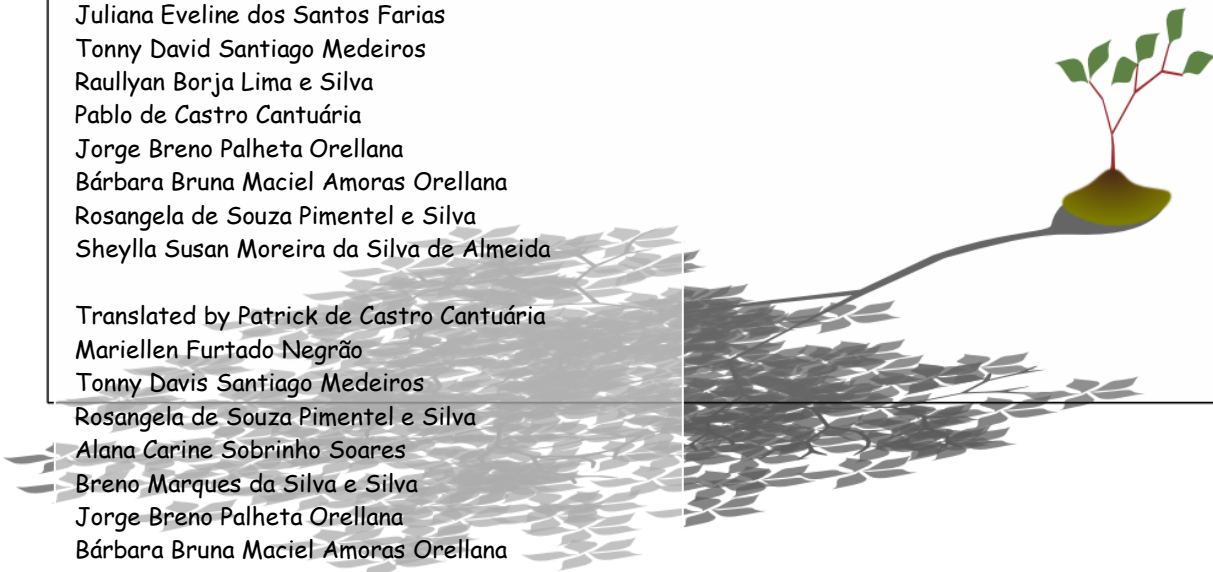 Juliana Eveline dos Santos Farias
Tonny David Santiago Medeiros
Raullyan Borja Lima e Silva
Pablo de Castro Cantuária
Jorge Breno Palheta Orellana
Bárbara Bruna Maciel Amoras Orellana
Rosangela de Souza Pimentel e Silva
Sheylla Susan Moreira da Silva de Almeida
Translated by Patrick de Castro Cantuária
Mariellen Furtado Negrão
Tonny Davis Santiago Medeiros
Rosangela de Souza Pimentel e Silva
Alana Carine Sobrinho Soares
Breno Marques da Silva e Silva
Jorge Breno Palheta Orellana
Bárbara Bruna Maciel Amoras Orellana